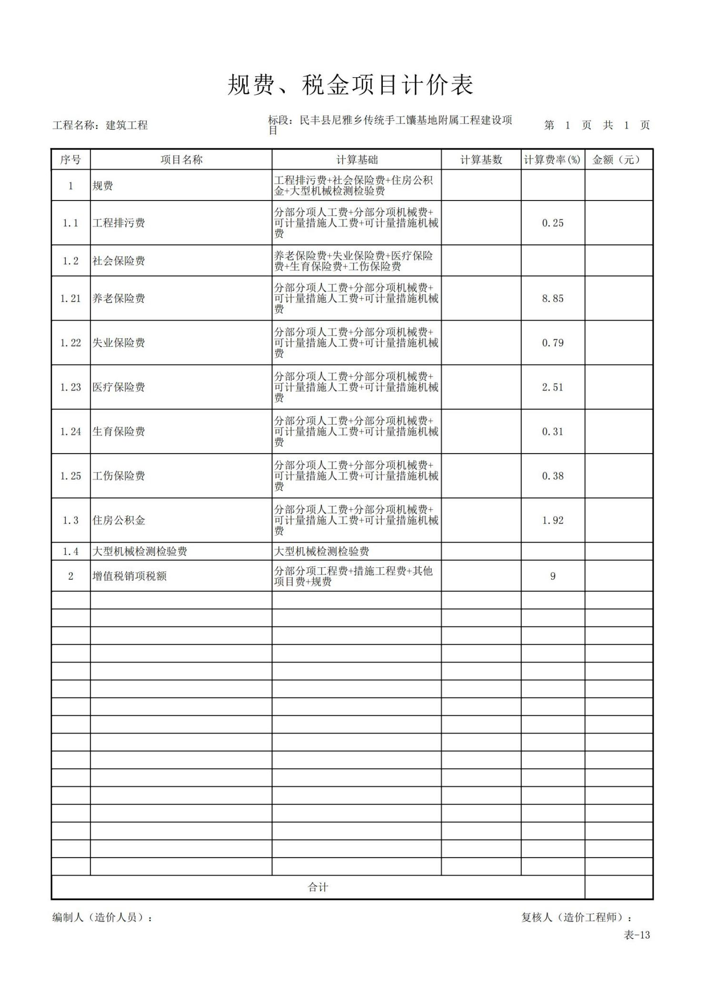 规费、税金项目计价表
工程名称：建筑工程
标段：民丰县尼雅乡传统手工馕基地附属工程建设项
目
第 1 页 共 1 页
序号 项目名称 计算基础 计算基数 计算费率(%) 金额（元）
1 规费 工程排污费+社会保险费+住房公积
金+大型机械检测检验费
1.1 工程排污费 分部分项人工费+分部分项机械费+
可计量措施人工费+可计量措施机械
费 0.25
1.2 社会保险费 养老保险费+失业保险费+医疗保险
费+生育保险费+工伤保险费
1.21 养老保险费 分部分项人工费+分部分项机械费+
可计量措施人工费+可计量措施机械
费 8.85
1.22 失业保险费 分部分项人工费+分部分项机械费+
可计量措施人工费+可计量措施机械
费 0.79
1.23 医疗保险费 分部分项人工费+分部分项机械费+
可计量措施人工费+可计量措施机械
费 2.51
1.24 生育保险费 分部分项人工费+分部分项机械费+
可计量措施人工费+可计量措施机械
费 0.31
1.25 工伤保险费 分部分项人工费+分部分项机械费+
可计量措施人工费+可计量措施机械
费 0.38
1.3 住房公积金 分部分项人工费+分部分项机械费+
可计量措施人工费+可计量措施机械
费 1.92
1.4 大型机械检测检验费 大型机械检测检验费
2 增值税销项税额 分部分项工程费+措施工程费+其他
项目费+规费 9
合计
编制人（造价人员）： 复核人（造价工程师）：
表-13